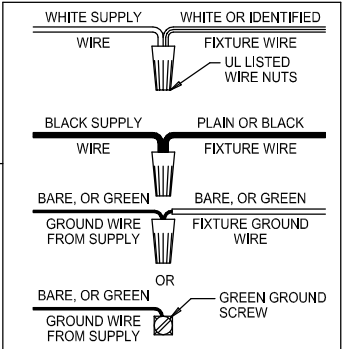 WHITE SUPPLY WHITE OR IDENTIFIED
WIRE FIXTURE WIRE
UL LISTED
WIRE NUTS
BLACK SUPPLY PLAIN OR BLACK
WIRE FIXTURE WIRE
BARE, OR GREEN BARE, OR GREEN
GROUND WIRE FIXTURE GROUND
FROM SUPPLY WIRE
OR
BARE, OR GREEN GREEN GROUND
GROUND WIRE SCREW
FROM SUPPLY